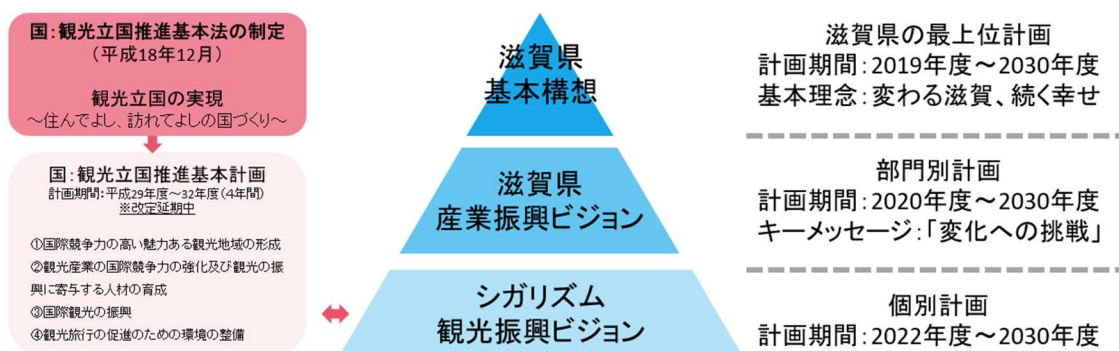 国:観光立国推進基本法の制定
(平成18年12月)
観光立国の実現
~住んでよし、訪れてよしの国づくり~
国:観光立国推進基本計画
計画期間:平成29年度~32年度(4年間)
※改定延期中
①国際競争力の高い魅力ある観光地域の形成
②観光産業の国際競争力の強化及び観光の振
興に寄与する人材の育成
③国際観光の振興
④観光旅行の促進のための環境の整備
滋賀県
基本構想
滋賀県
産業振興ビジョン
シガリズム
観光振興ビジョン
滋賀県の最上位計画
計画期間:2019年度~2030年度
基本理念:変わる滋賀、続く幸せ
部門別計画
計画期間:2020年度~2030年度
キーメッセージ:「変化への挑戦」
個別計画
計画期間:2022年度~2030年度